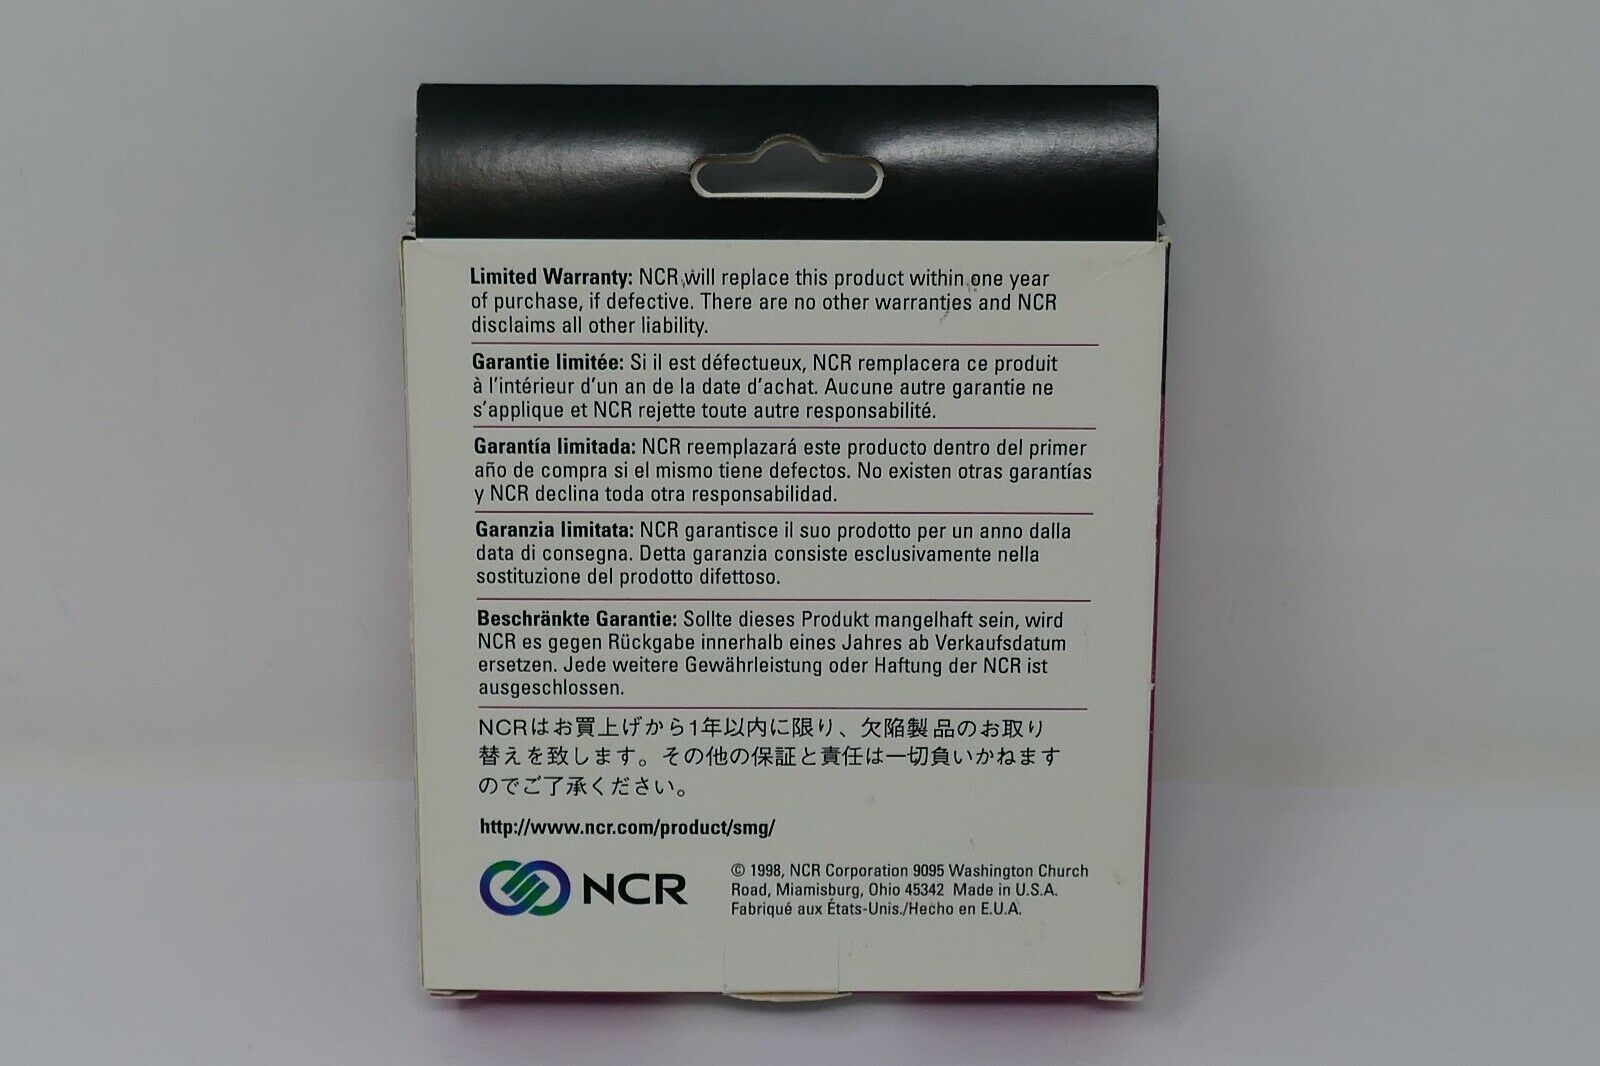 Limited Warranty: NCR will replace this product within one year
of purchase, if defective. There are no other warranties and NCR
disclaims all other liability.
Garantie limitée: Si il est défectueux, NCR remplacera ce produit
à l'intérieur d'un an de la date d'achat. Aucune autre garantie ne
s'applique et NCR rejette toute autre responsabilité.
Garantía limitada: NCR reemplazará este producto dentro del primer
año de compra si el mismo tiene defectos. No existen otras garantías
y NCR declina toda otra responsabilidad.
Garanzia limitata: NCR garantisce il suo prodotto per un anno dalla
data di consegna. Detta garanzia consiste esclusivamente nella
sostituzione del prodotto difettoso.
Beschränkte Garantie: Sollte dieses Produkt mangelhaft sein, wird
NCR es gegen Rückgabe innerhalb eines Jahres ab Verkaufsdatum
ersetzen. Jede weitere Gewährleistung oder Haftung der NCR ist
ausgeschlossen.
NCRはお買上げから1年以内に限り、欠陥製品のお取り
替えを致します。その他の保証と責任は一切負いかねます
のでご了承ください。
http://www.ncr.com/product/smg/
NCR
© 1998, NCR Corporation 9095 Washington Church
Road, Miamisburg, Ohio 45342 Made in U.S.A.
Fabriqué aux États-Unis./Hecho en E.U.A.